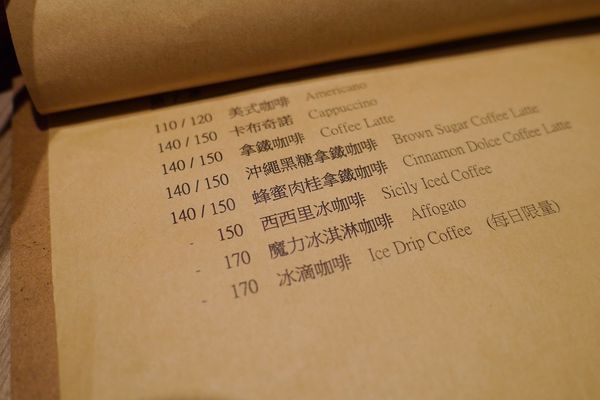 110 / 120 美式咖啡 Americano
140 / 150 卡布奇諾 Cappuccino
140 / 150 拿鐵咖啡 Coffee Latte
140 / 150 沖繩黑糖拿鐵咖啡 Brown Sugar Coffee Latte
140 / 150 蜂蜜肉桂拿鐵咖啡 Cinnamon Dolce Coffee Latte
- 150 西西里冰咖啡 Sicily Iced Coffee
- 170 魔力冰淇淋咖啡 Affogato
- 170 冰滴咖啡 Ice Drip Coffee (每日限量)